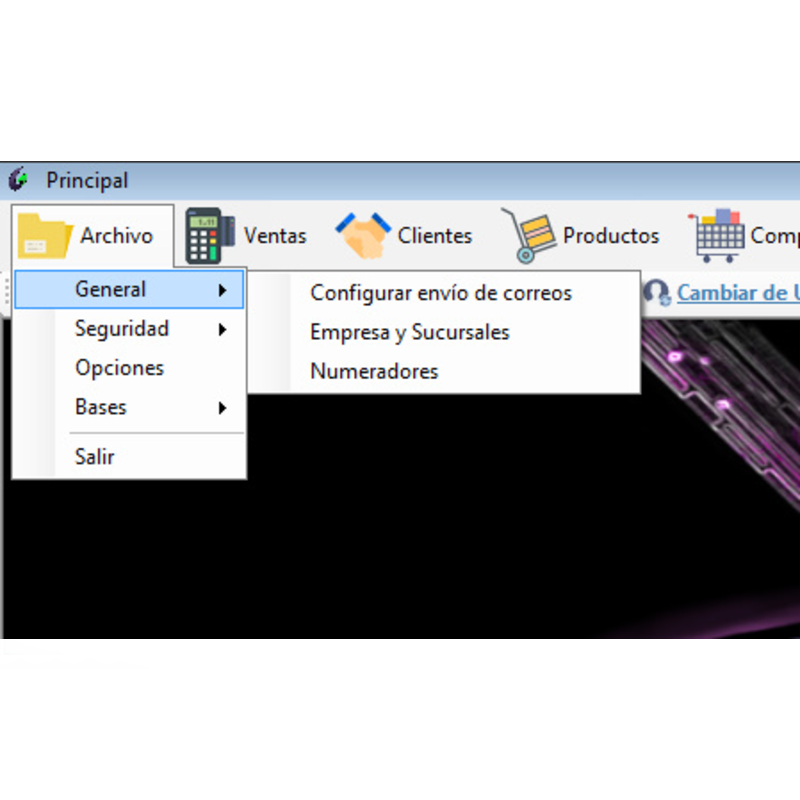 Principal
Archivo Ventas Clientes Productos
General Configurar envío de correos Cambiar de
Seguridad Empresa y Sucursales
Opciones Numeradores
Bases
Salir